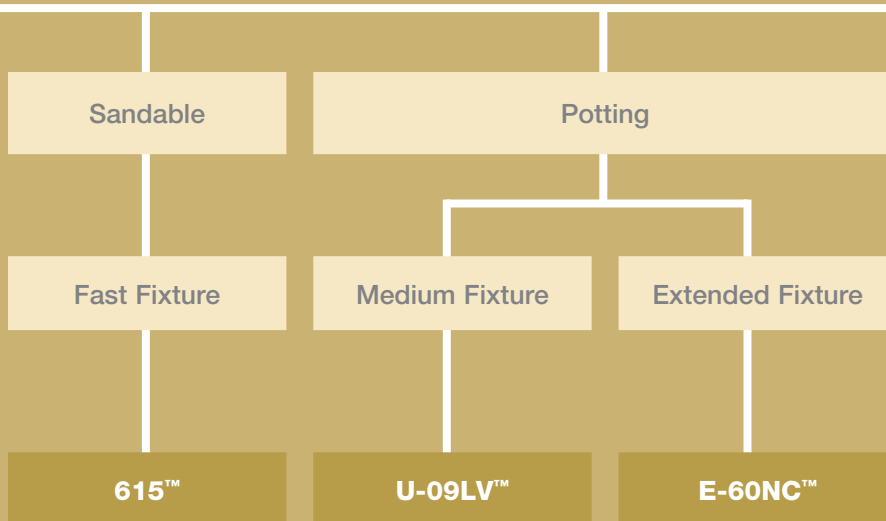 Sandable
Potting
Fast Fixture
Medium Fixture
Extended Fixture
615™
U-09LV™
E-60NC™